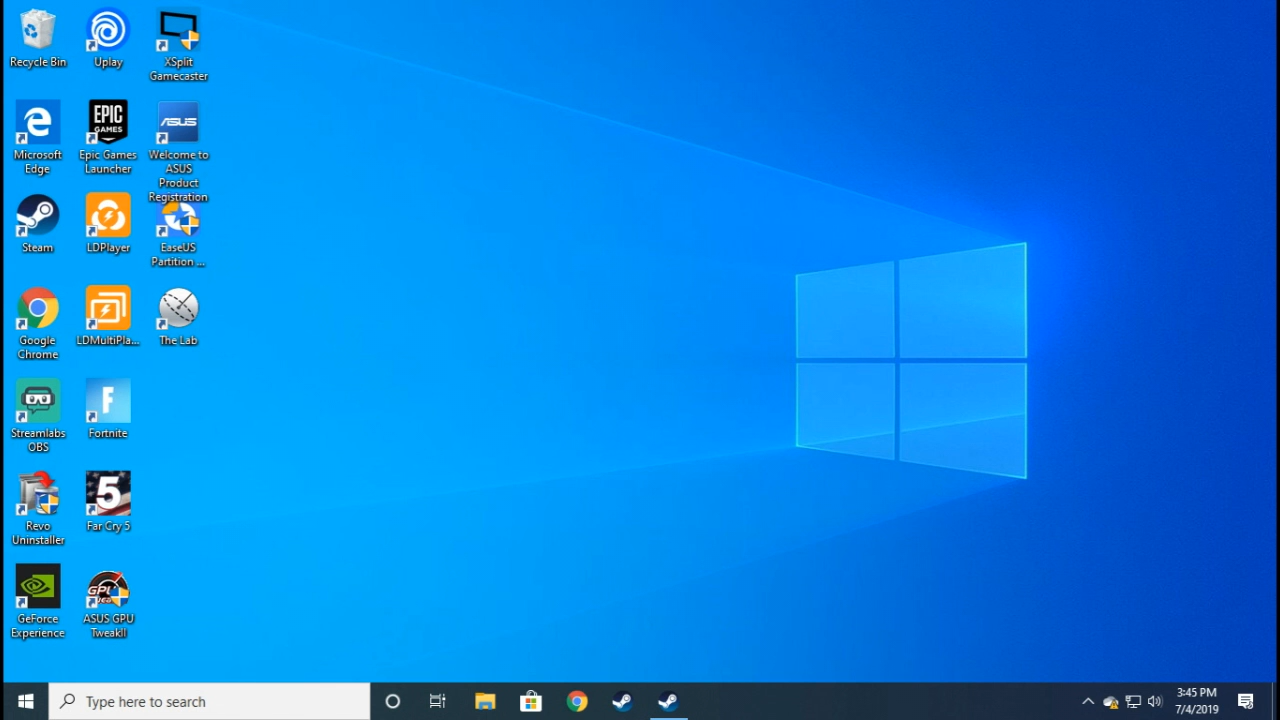 Recycle Bin
Uplay
XSplit
Gamecaster
Microsoft
Edge
EPIC
GAMES
Epic Games
Launcher
ASUS
Welcome to
ASUS
Product
Registration
Steam
LDPlayer
EaseUS
Partition ...
Google
Chrome
LDMultiPla...
The Lab
Streamlabs
OBS
F
Fortnite
Revo
Uninstaller
5
Far Cry 5
GeForce
Experience
GPU
ASUS GPU
TweakII
Type here to search
3:45 PM
7/4/2019